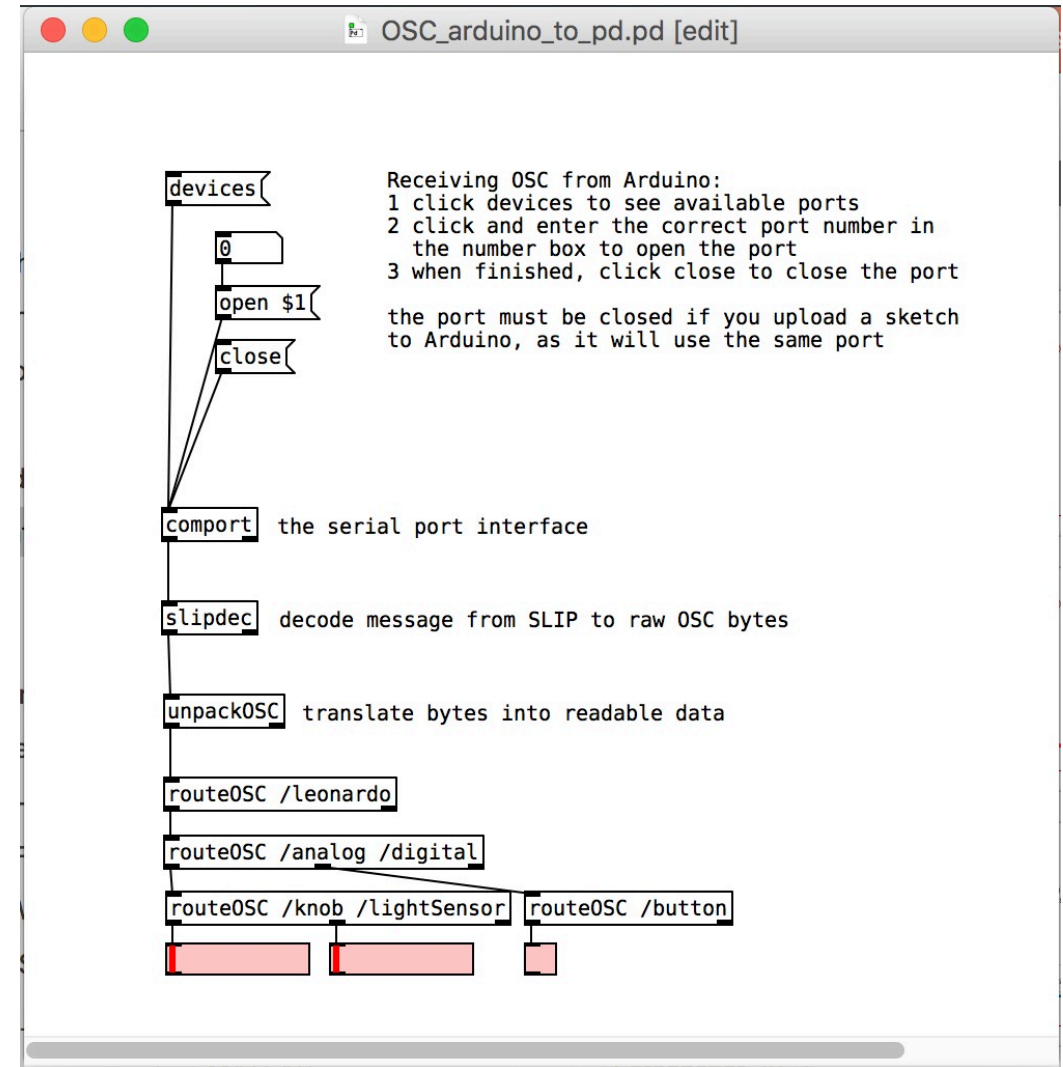 OSC_arduino_to_pd.pd [edit]
devices
Receiving OSC from Arduino:
1 click devices to see available ports
2 click and enter the correct port number in
the number box to open the port
3 when finished, click close to close the port
0
open $1
close
the port must be closed if you upload a sketch
to Arduino, as it will use the same port
comport
the serial port interface
slipdec
decode message from SLIP to raw OSC bytes
unpackOSC
translate bytes into readable data
routeOSC /leonardo
routeOSC /analog /digital
routeOSC /knob /lightSensor
routeOSC /button